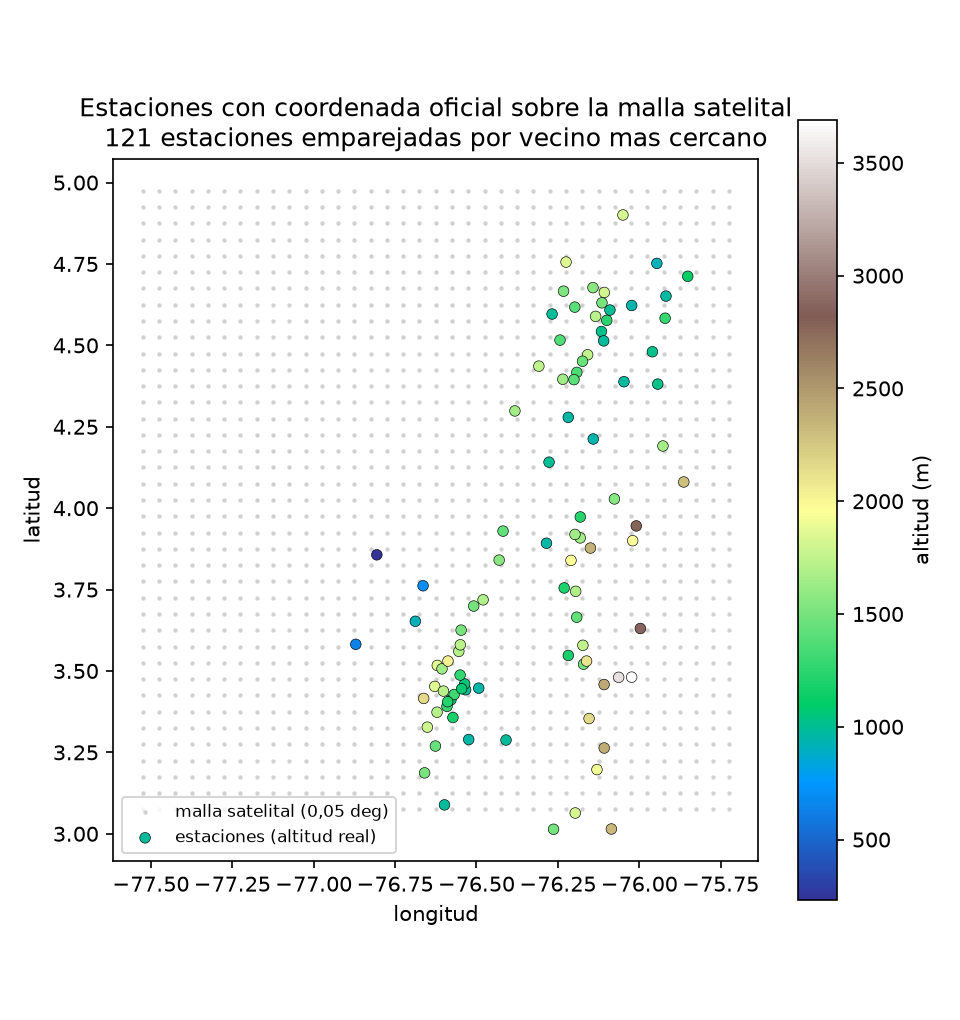 Estaciones con coordenada oficial sobre la malla satelital
121 estaciones emparejadas por vecino mas cercano
5.00
4.75
4.50
4.25
4.00
3.75
3.50
3.25
3.00
latitud
malla satelital (0,05 deg)
estaciones (altitud real)
−77.50 −77.25 −77.00 −76.75 −76.50 −76.25 −76.00 −75.75
longitud
3500
3000
2500
2000
1500
1000
500
altitud (m)